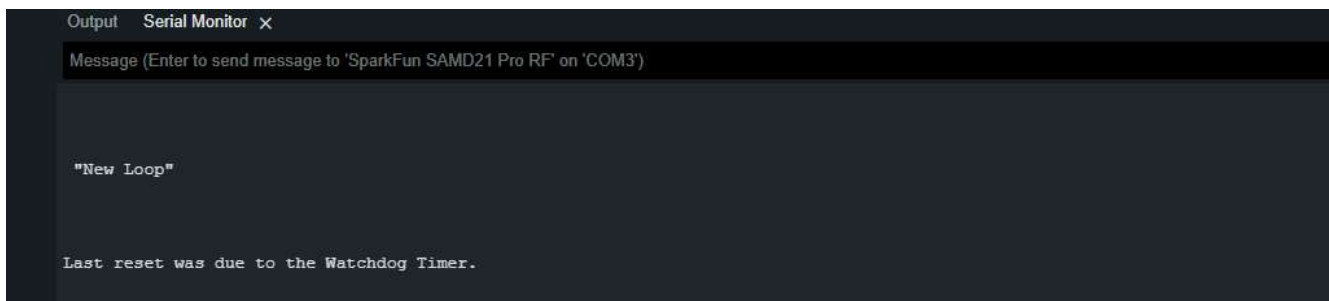 Output Serial Monitor ×
Message (Enter to send message to 'SparkFun SAMD21 Pro RF' on 'COM3')
"New Loop"
Last reset was due to the Watchdog Timer.